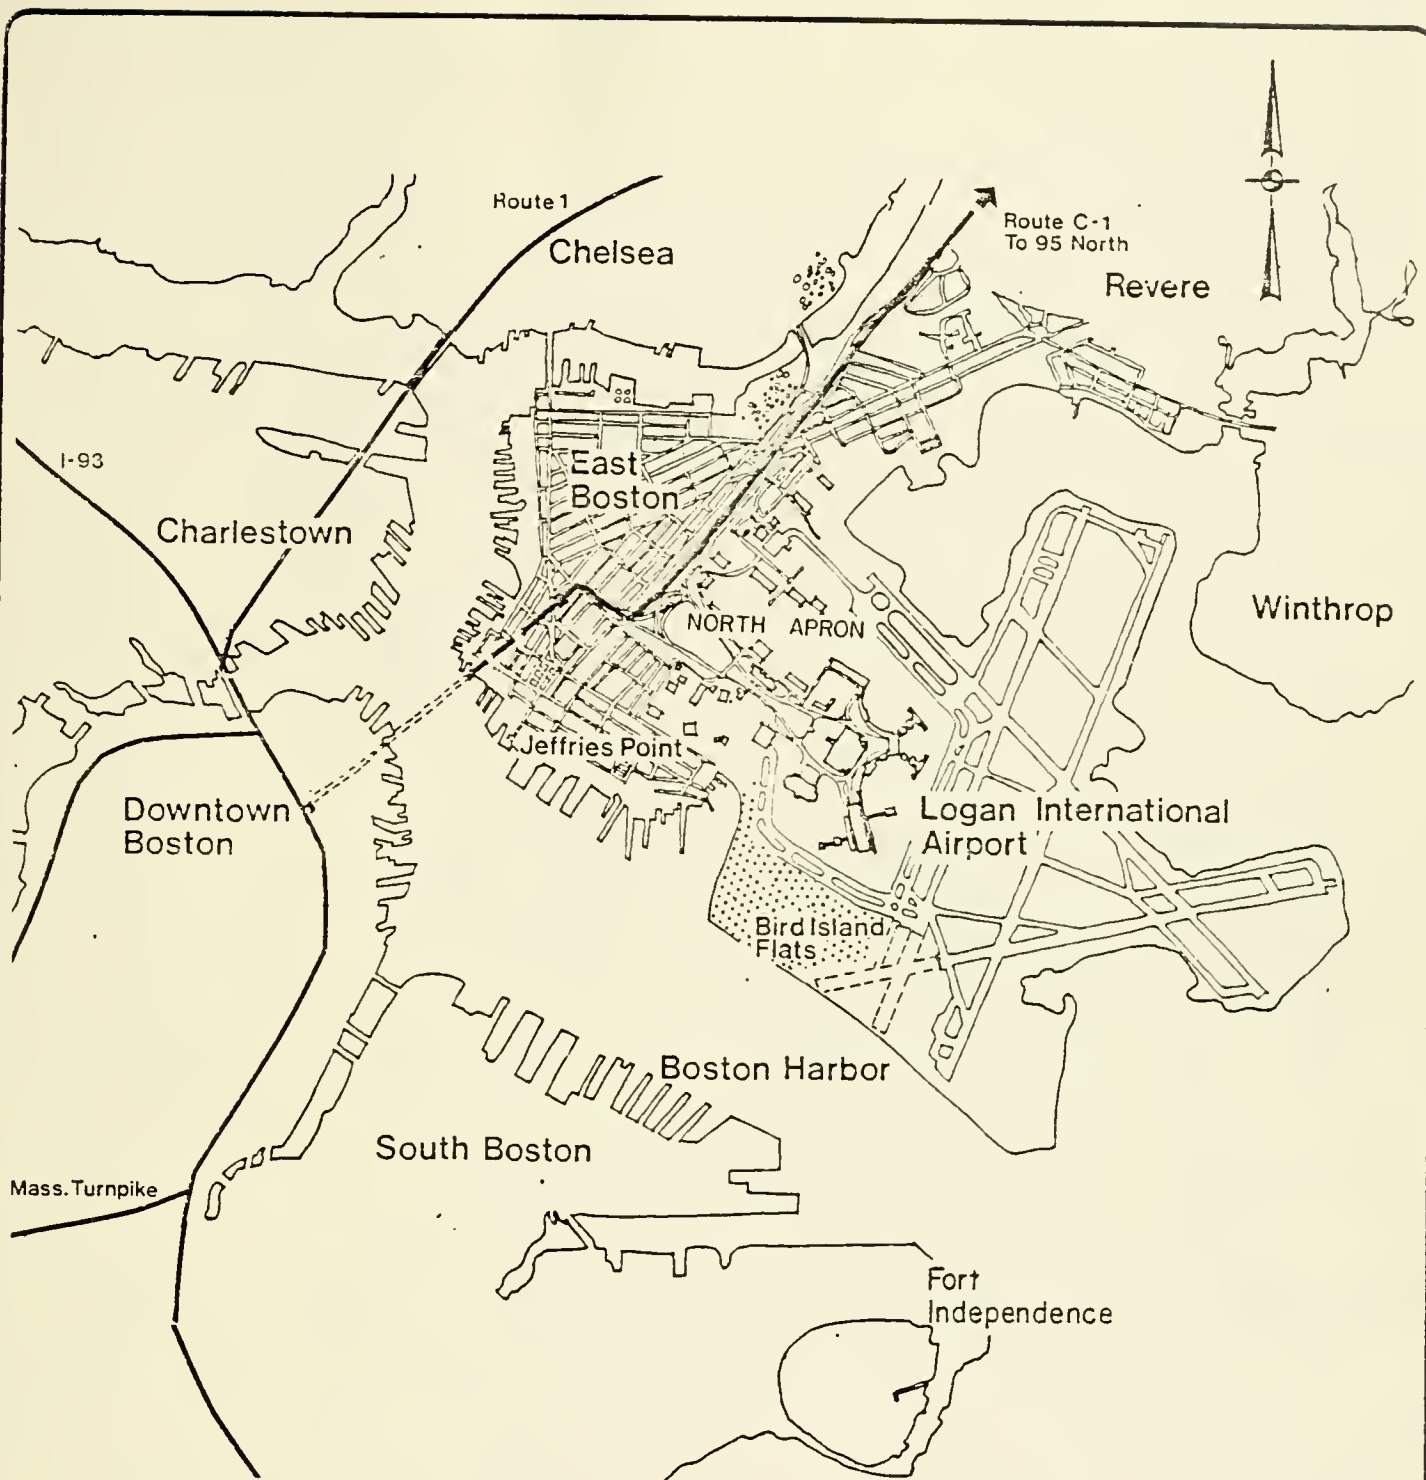 Route 1
Chelsea
Route C-1
To 95 North
Revere
I-93
East
Boston
Charlestown
NORTH APRON
Winthrop
Jeffries Point
Downtown
Boston
Logan International
Airport
Bird Island
Flats
Boston Harbor
South Boston
Mass. Turnpike
Fort
Independence